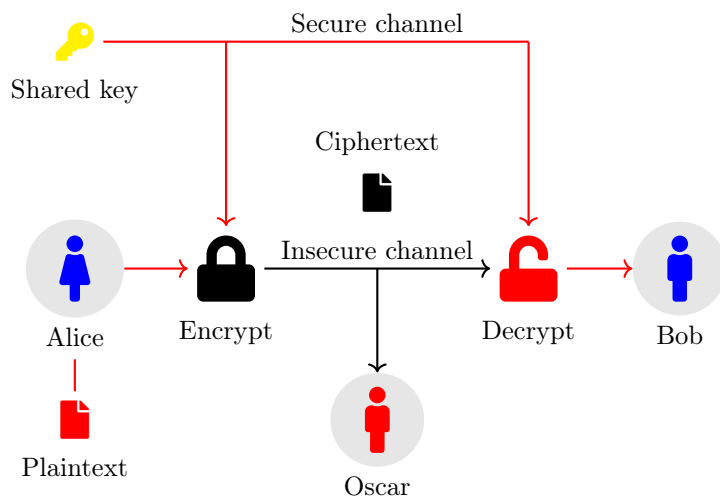 Secure channel
Shared key
Ciphertext
Insecure channel
Alice
Encrypt
Decrypt
Bob
Plaintext
Oscar